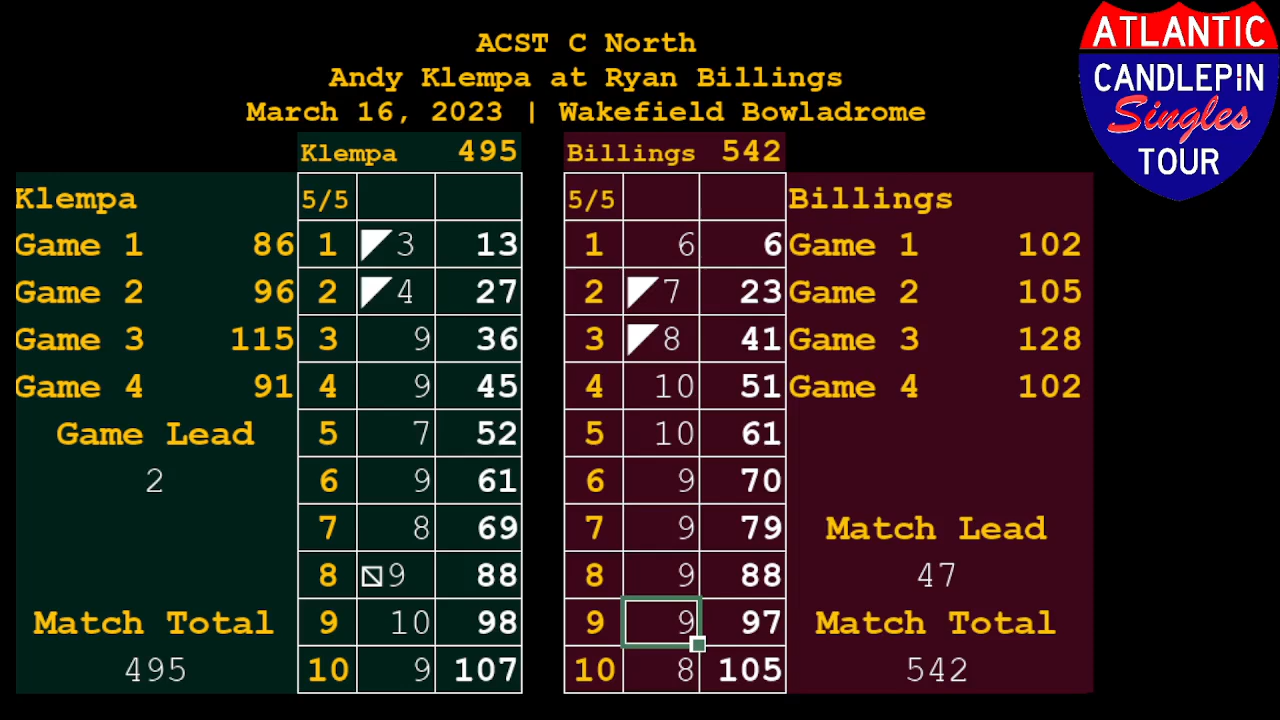 ACST C North
Andy Klempa at Ryan Billings
March 16, 2023 | Wakefield Bowladrome
ATLANTIC
CANDLEPIN
Singles
TOUR
Klempa 495 Billings 542
Klempa 5/5 5/5 Billings
Game 1 86 1 3 13 1 6 6 Game 1 102
Game 2 96 2 4 27 2 7 23 Game 2 105
Game 3 115 3 9 36 3 8 41 Game 3 128
Game 4 91 4 9 45 4 10 51 Game 4 102
Game Lead 5 7 52 5 10 61
2 6 9 61 6 9 70
7 8 69 7 9 79 Match Lead
8 9 88 8 9 88 47
Match Total 9 10 98 9 9 97 Match Total
495 10 9 107 10 8 105 542